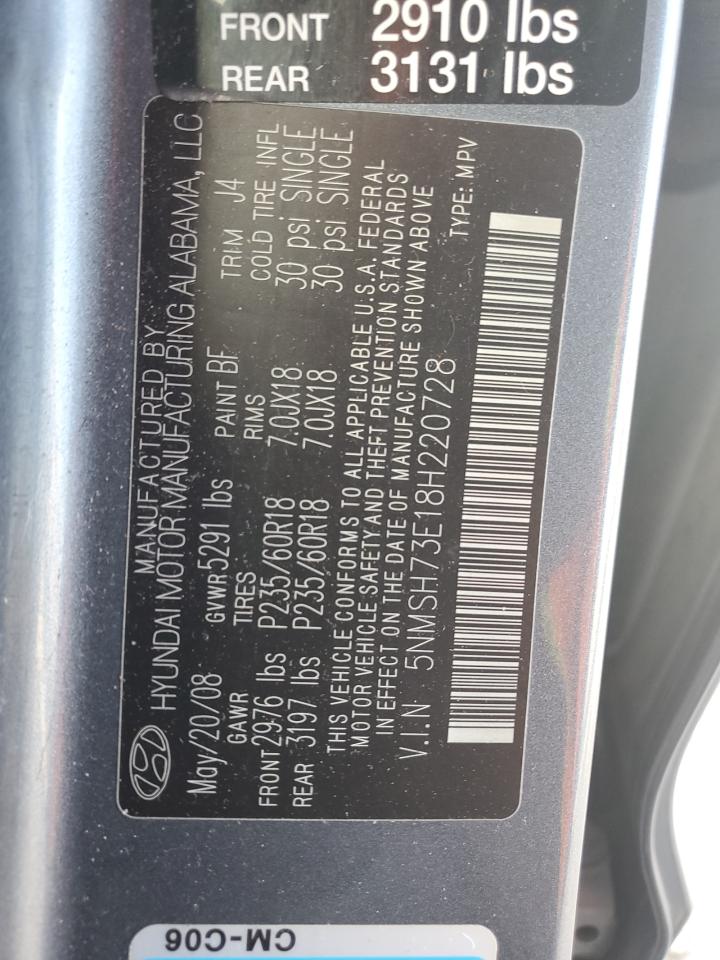 FRONT 2910 lbs
REAR 3131 lbs
MANUFACTURED BY
HYUNDAI MOTOR MANUFACTURING ALABAMA, LLC
May/20/08 GVWR 5291 lbs PAINT BF TRIM J4
GAWR TIRES RIMS COLD TIRE INFL
FRONT 2976 lbs P235/60R18 7.0JX18 30 psi SINGLE
REAR 3197 lbs P235/60R18 7.0JX18 30 psi SINGLE
THIS VEHICLE CONFORMS TO ALL APPLICABLE U.S.A. FEDERAL
MOTOR VEHICLE SAFETY AND THEFT PREVENTION STANDARDS
IN EFFECT ON THE DATE OF MANUFACTURE SHOWN ABOVE
V.I.N 5NMSH73E18H220728 TYPE: MPV
CM-C06